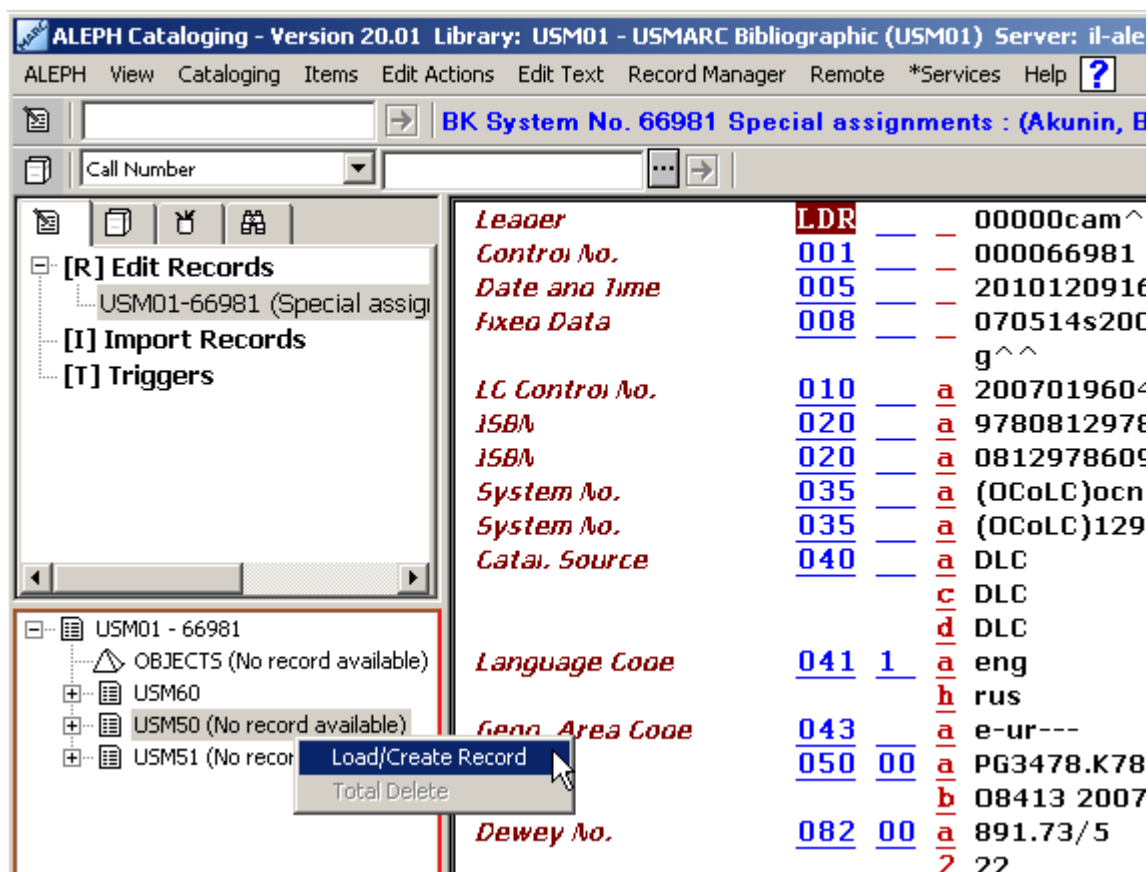 MARC ALEPH Cataloging - Version 20.01 Library: USM01 - USMARC Bibliographic (USM01) Server: il-ale
ALEPH View Cataloging Items Edit Actions Edit Text Record Manager Remote *Services Help ?
BK System No. 66981 Special assignments : (Akunin, B
Call Number ...
[R] Edit Records
USM01-66981 (Special assig
[I] Import Records
[T] Triggers
USM01 - 66981
OBJECTS (No record available)
USM60
USM50 (No record available)
USM51 (No recor
Load/Create Record
Total Delete
Leader LDR 00000cam^
Control No. 001 000066981
Date and Time 005 2010120916
Fixed Data 008 070514s200
g^^
LC Control No. 010 a 2007019604
ISBN 020 a 9780812978
ISBN 020 a 0812978609
System No. 035 a (OCoLC)ocn
System No. 035 a (OCoLC)129
Catal. Source 040 a DLC
c DLC
d DLC
Language Code 041 1 a eng
h rus
Geog. Area Code 043 a e-ur---
050 00 a PG3478.K78
b O8413 2007
Dewey No. 082 00 a 891.73/5
2 22